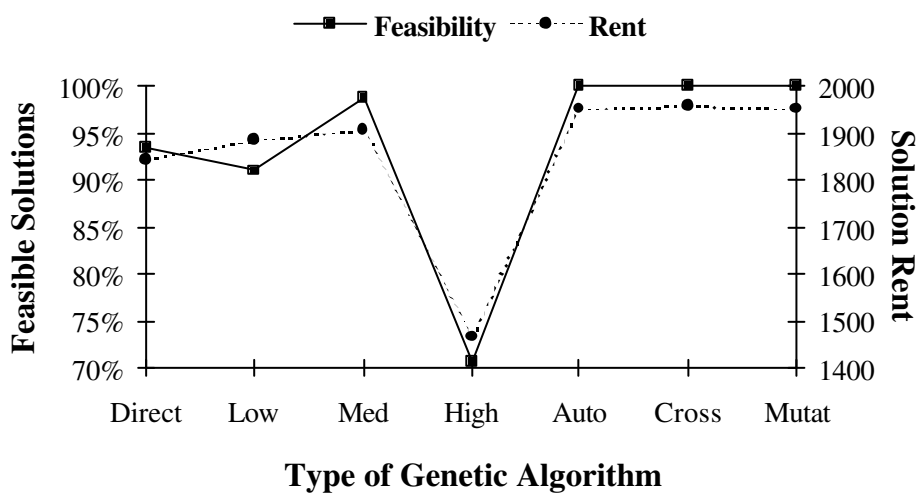 Feasibility Rent
Feasible Solutions
100%
95%
90%
85%
80%
75%
70%
2000
1900
1800
1700
1600
1500
1400
Solution Rent
Direct Low Med High Auto Cross Mutat
Type of Genetic Algorithm